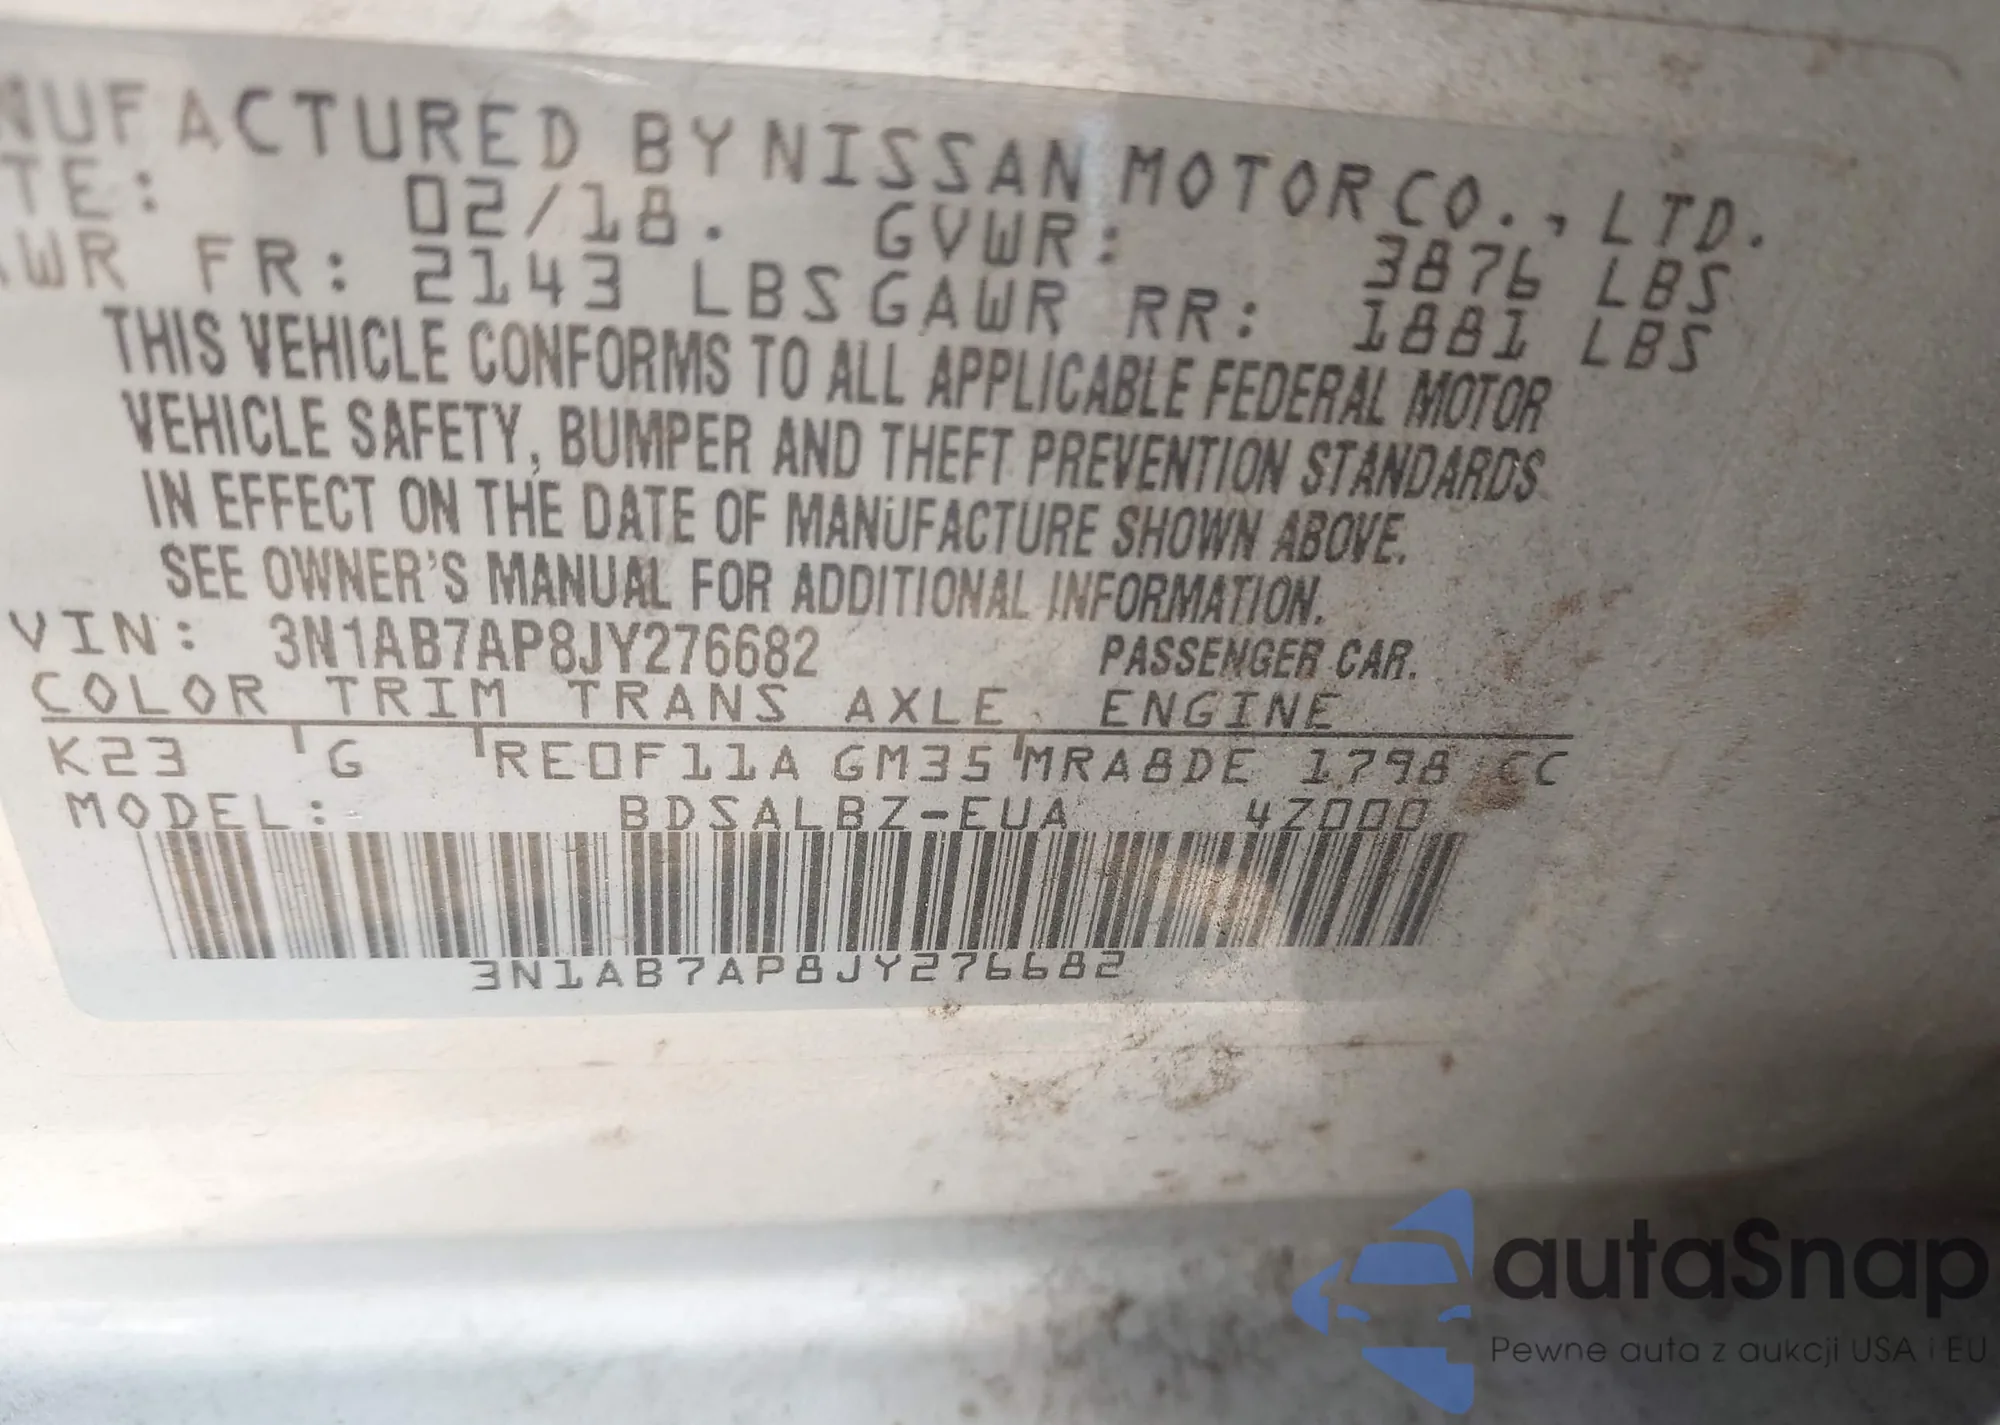 NUFACTURED BY NISSAN MOTOR CO., LTD.
TE: 02/18. GVWR: 3876 LBS
AWR FR: 2143 LBS GAWR RR: 1881 LBS
THIS VEHICLE CONFORMS TO ALL APPLICABLE FEDERAL MOTOR
VEHICLE SAFETY, BUMPER AND THEFT PREVENTION STANDARDS
IN EFFECT ON THE DATE OF MANUFACTURE SHOWN ABOVE.
SEE OWNER'S MANUAL FOR ADDITIONAL INFORMATION.
VIN: 3N1AB7AP8JY276682 PASSENGER CAR.
COLOR TRIM TRANS AXLE ENGINE
K23 G RE0F11A GM35 MRA8DE 1798 CC
MODEL: BDSALBZ-EUA 4Z000
3N1AB7AP8JY276682
autaSnap
Pewne auta z aukcji USA i EU